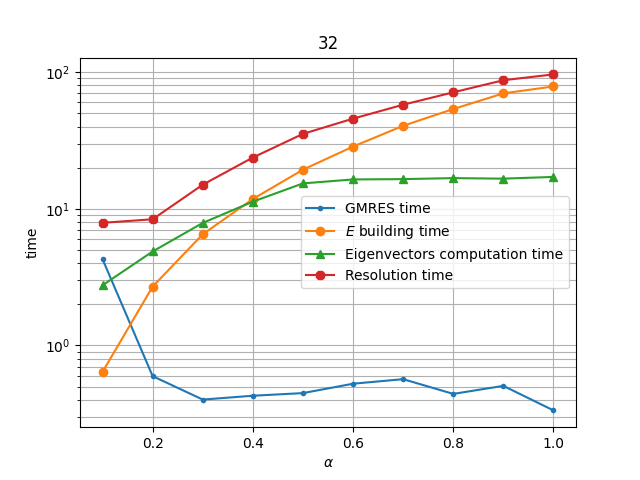 32
10²
10¹
10⁰
time
GMRES time
E building time
Eigenvectors computation time
Resolution time
0.2 0.4 0.6 0.8 1.0
α